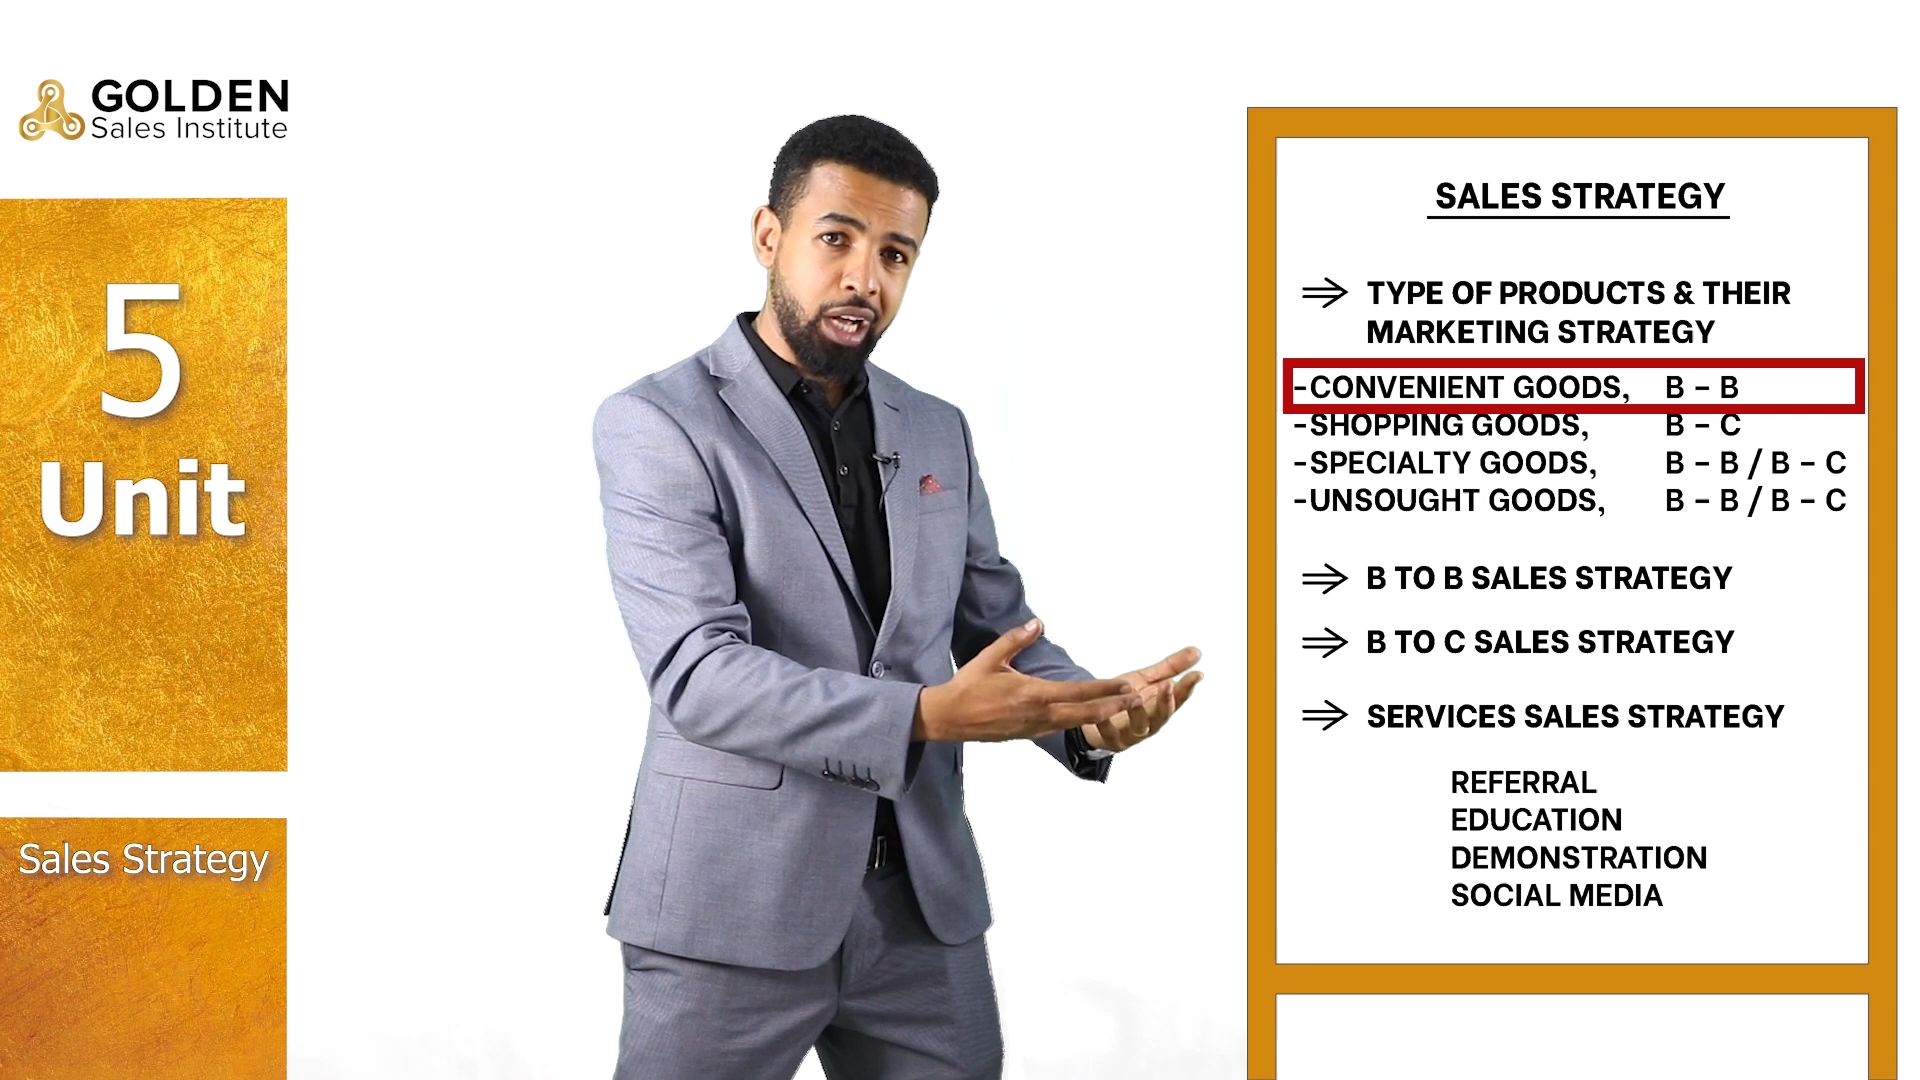 GOLDEN
Sales Institute
5
Unit
Sales Strategy
SALES STRATEGY
⇒ TYPE OF PRODUCTS & THEIR
MARKETING STRATEGY
-CONVENIENT GOODS, B - B
-SHOPPING GOODS, B - C
-SPECIALTY GOODS, B - B / B - C
-UNSOUGHT GOODS, B - B / B - C
⇒ B TO B SALES STRATEGY
⇒ B TO C SALES STRATEGY
⇒ SERVICES SALES STRATEGY
REFERRAL
EDUCATION
DEMONSTRATION
SOCIAL MEDIA